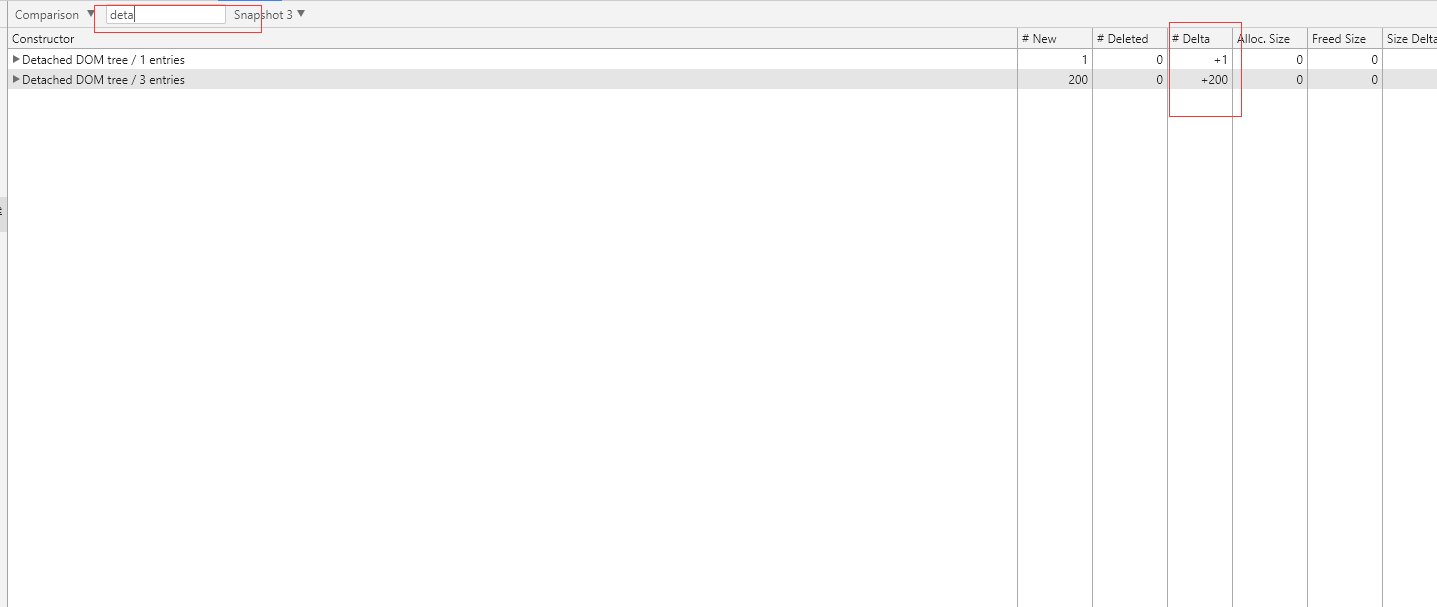 Comparison ▼ deta Snapshot 3 ▼
Constructor # New # Deleted # Delta Alloc. Size Freed Size Size Delta
▶ Detached DOM tree / 1 entries 1 0 +1 0 0
▶ Detached DOM tree / 3 entries 200 0 +200 0 0